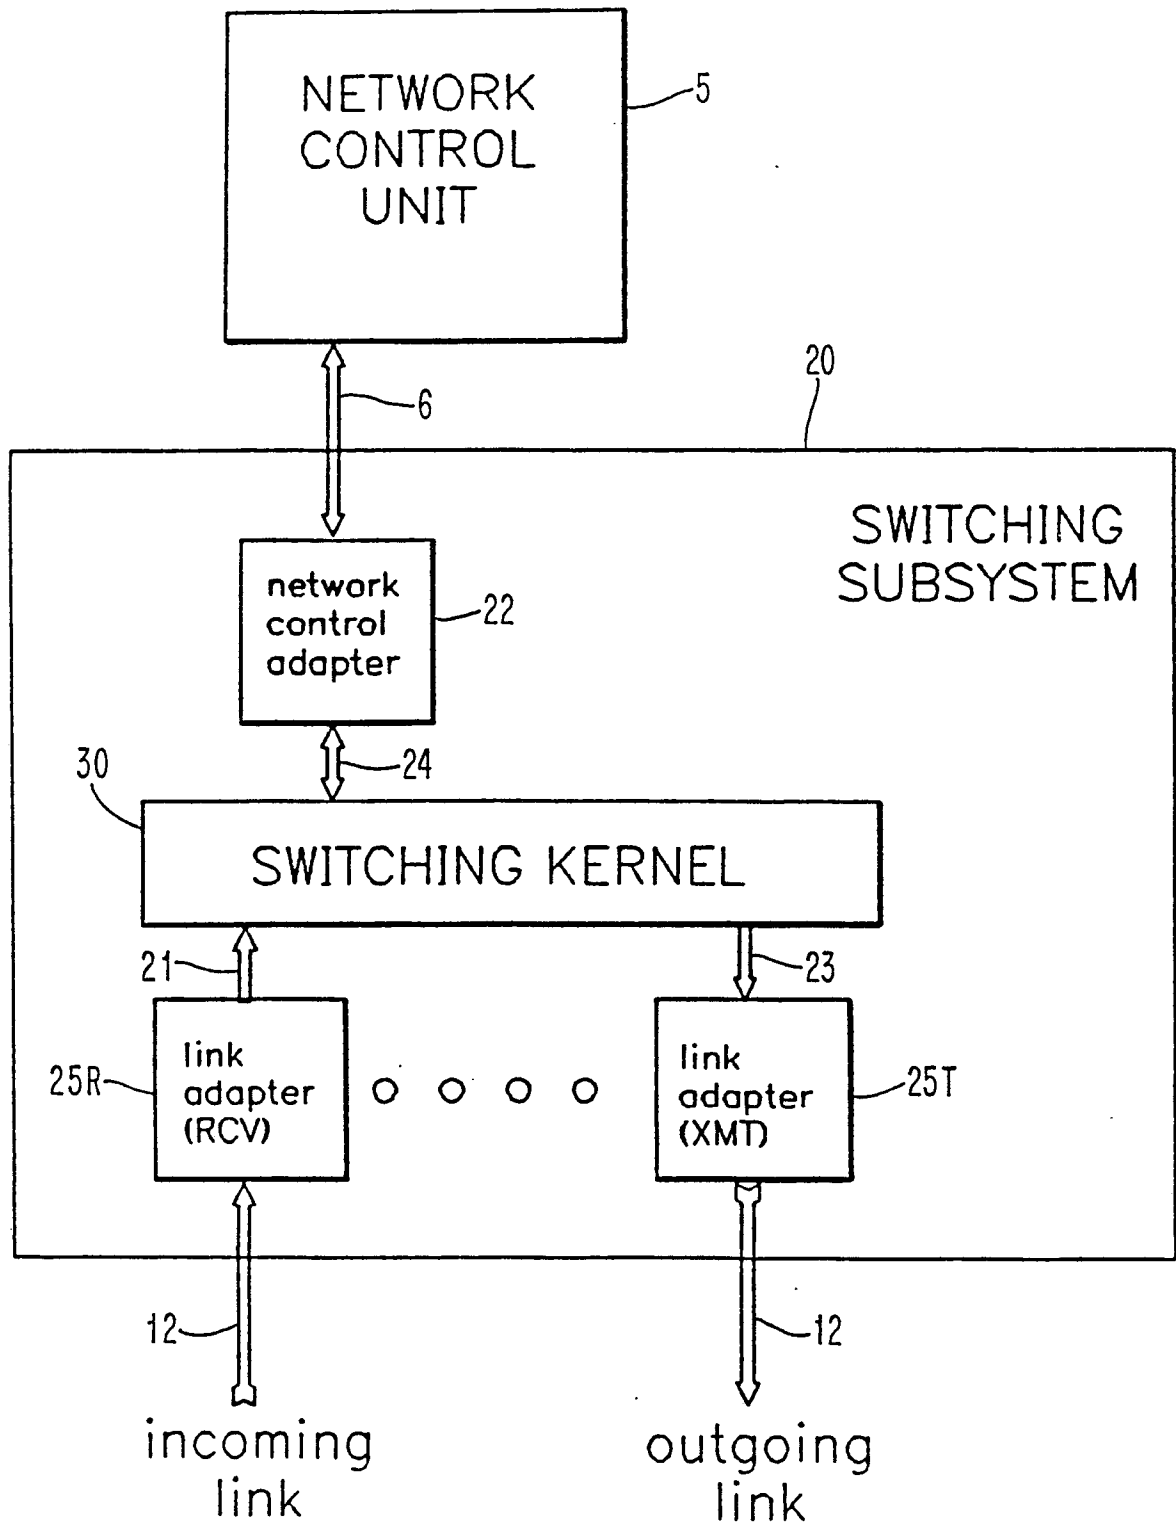 NETWORK
CONTROL
UNIT
5
6
20
SWITCHING
SUBSYSTEM
network
control
adapter
22
24
30
SWITCHING KERNEL
21
23
25R
link
adapter
(RCV)
link
adapter
(XMT)
25T
12
12
incoming
link
outgoing
link